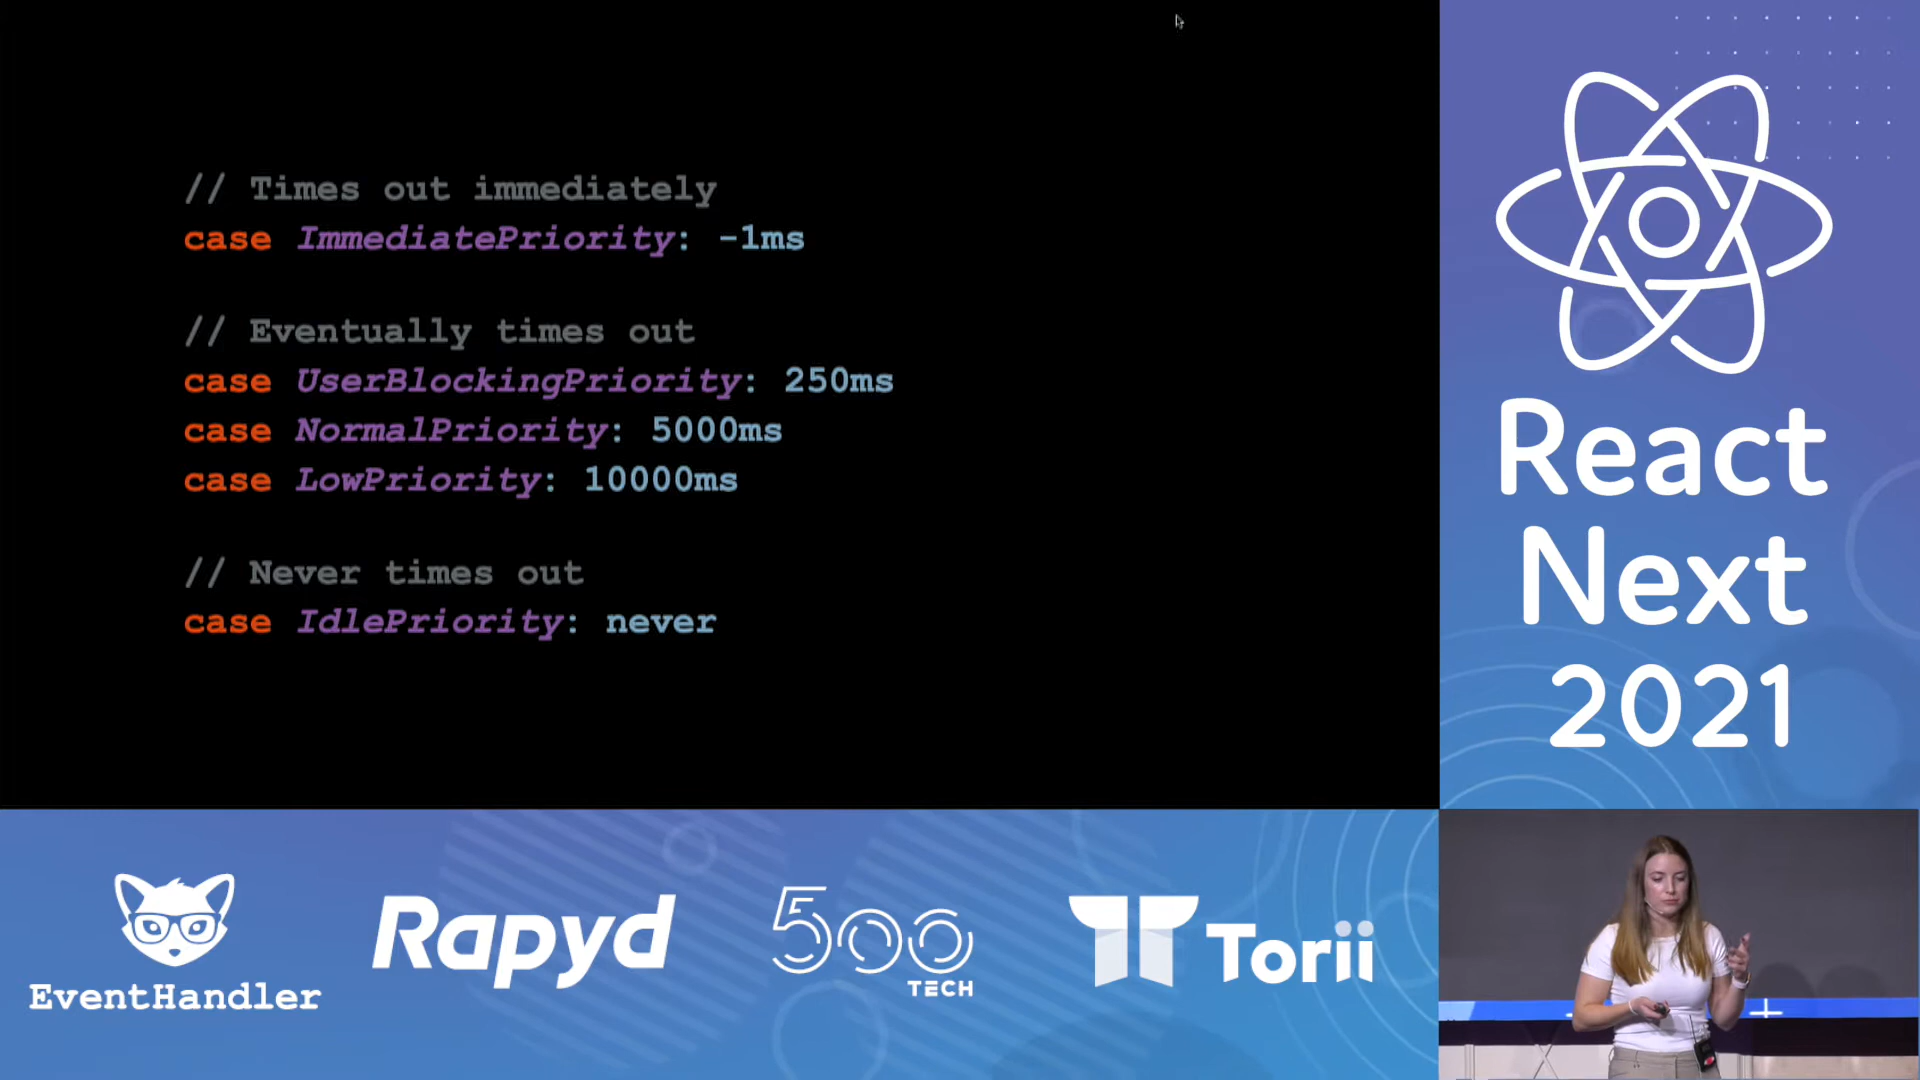 // Times out immediately
case ImmediatePriority: -1ms
// Eventually times out
case UserBlockingPriority: 250ms
case NormalPriority: 5000ms
case LowPriority: 10000ms
// Never times out
case IdlePriority: never
React
Next
2021
EventHandler
Rapyd
500
TECH
Torii